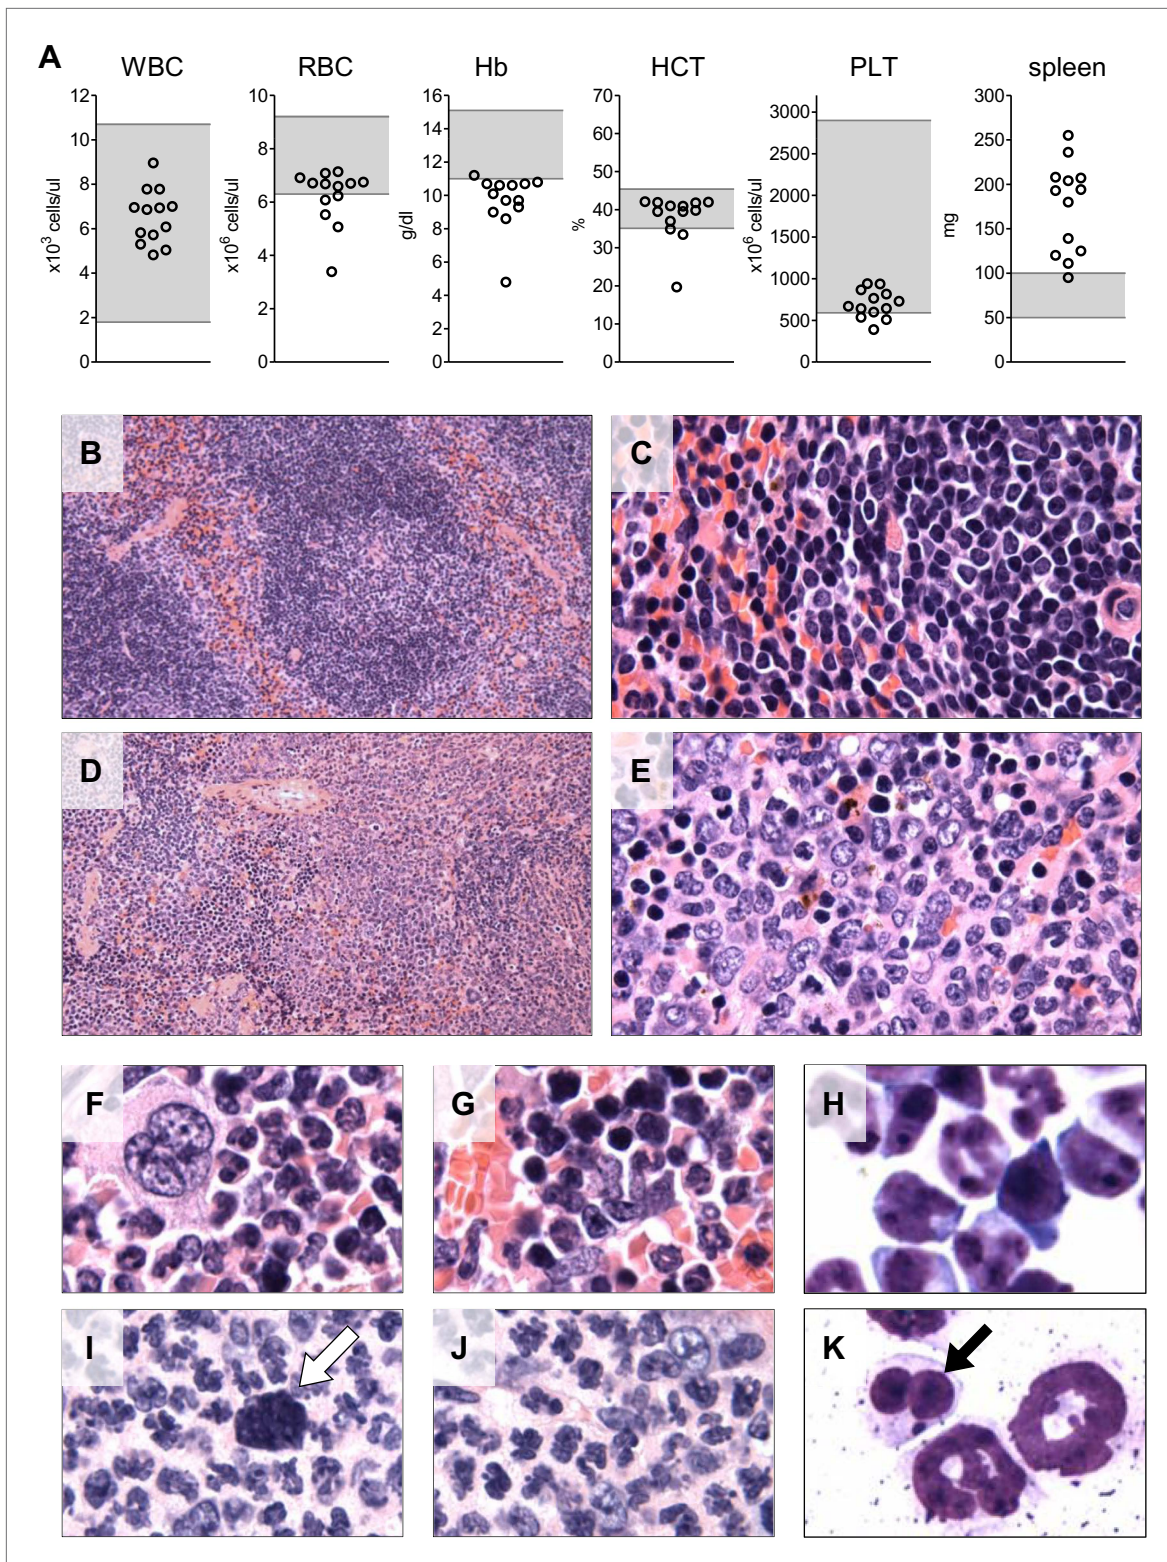 A
WBC RBC Hb HCT PLT spleen
12 10 8 6 4 2 0
x10³ cells/ul
10 8 6 4 2 0
x10⁶ cells/ul
16 14 12 10 8 6 4 2 0
g/dl
70 60 50 40 30 20 10 0
%
3000 2500 2000 1500 1000 500 0
x10⁶ cells/ul
300 250 200 150 100 50 0
mg
B C
D E
F G H
I J K